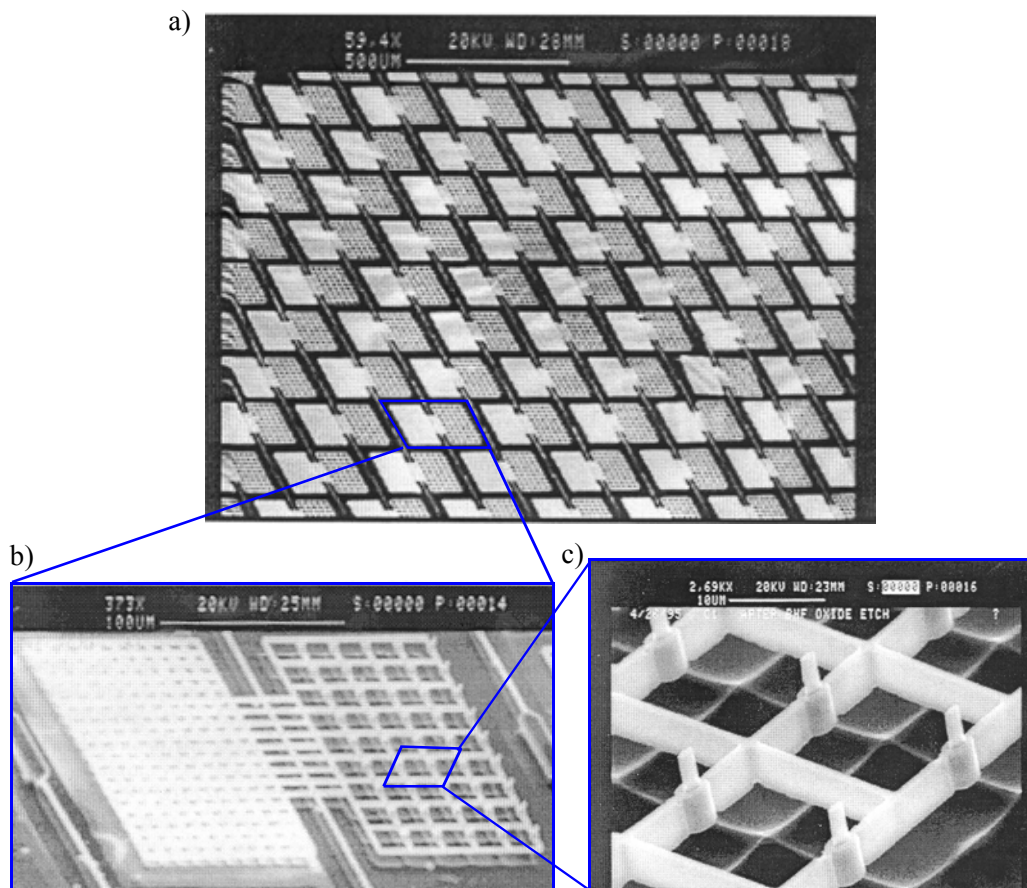 a)
59.4X 20KV WD:28MM S:00000 P:00018
500UM
b)
373X 20KV WD:25MM S:00000 P:00014
100UM
c)
2.69KX 20KV WD:23MM S:00000 P:00016
10UM
AFTER BHF OXIDE ETCH ?